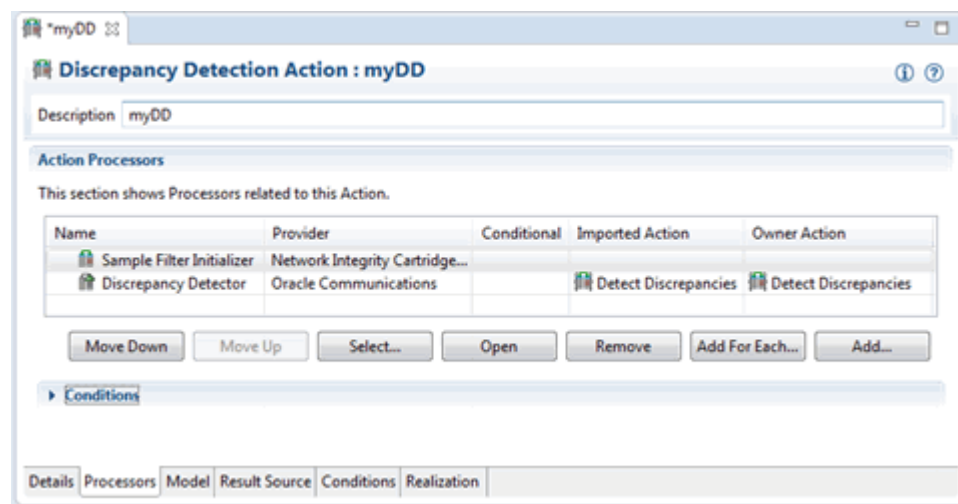 *myDD
Discrepancy Detection Action : myDD
Description myDD
Action Processors
This section shows Processors related to this Action.
Name Provider Conditional Imported Action Owner Action
Sample Filter Initializer Network Integrity Cartridge...
Discrepancy Detector Oracle Communications Detect Discrepancies Detect Discrepancies
Move Down Move Up Select... Open Remove Add For Each... Add...
Conditions
Details Processors Model Result Source Conditions Realization